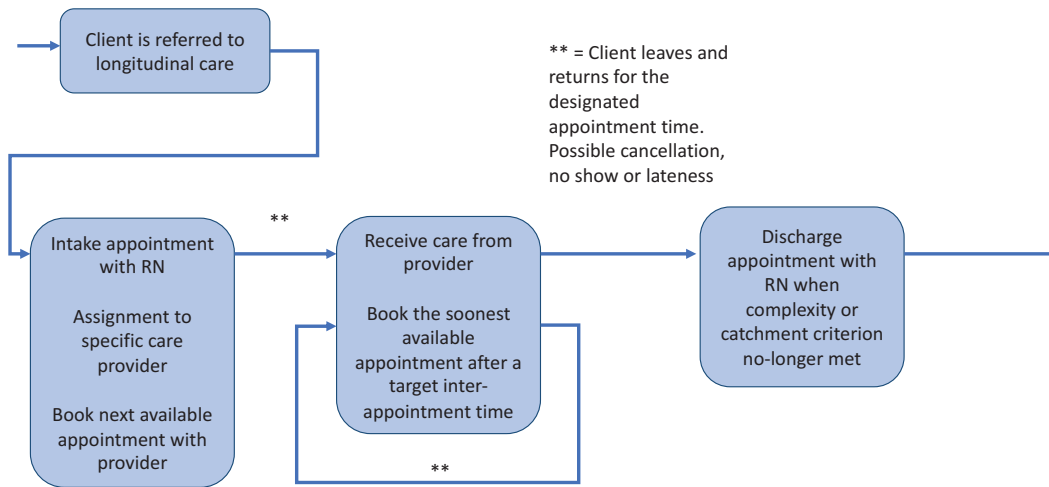 Client is referred to
longitudinal care
** = Client leaves and
returns for the
designated
appointment time.
Possible cancellation,
no show or lateness
Intake appointment
with RN
Assignment to
specific care
provider
Book next available
appointment with
provider
**
Receive care from
provider
Book the soonest
available
appointment after a
target inter-
appointment time
**
Discharge
appointment with
RN when
complexity or
catchment criterion
no-longer met